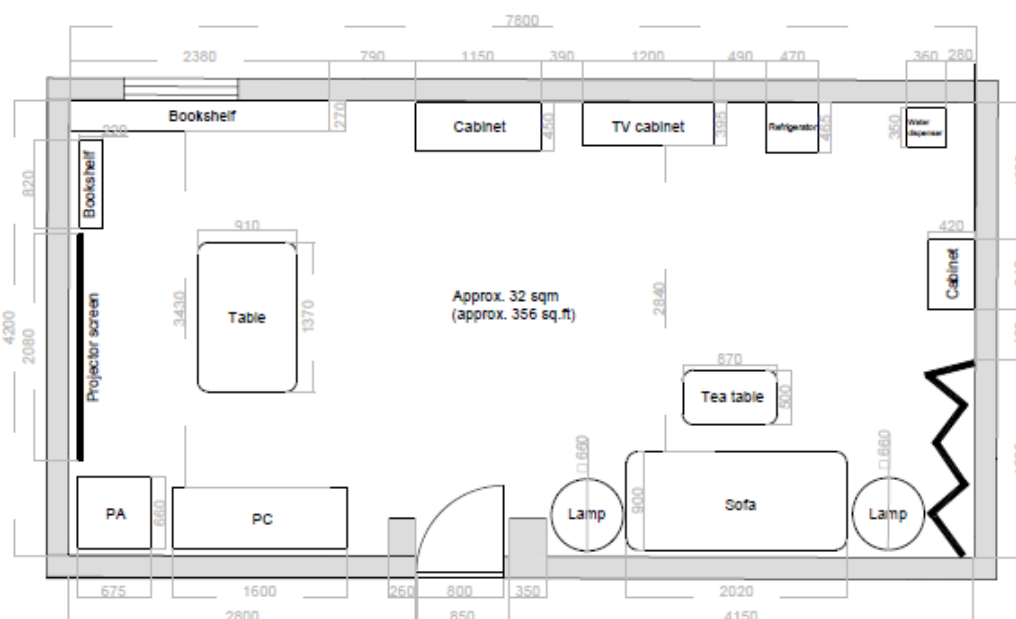 7800
2380 790 1150 390 1200 490 470 360 280
Bookshelf
270
Cabinet
450
TV cabinet
395
Refrigerator
465
350
Water
dispenser
220
Bookshelf
820
910
420
Cabinet
Table
3430
1370
Approx. 32 sqm
(approx. 356 sq.ft)
2840
4200
2080
Projector screen
870
Tea table
500
□660
□660
PA
660
PC
Lamp
900
Sofa
Lamp
675 1600 260 800 350 2020
2800 850 4150